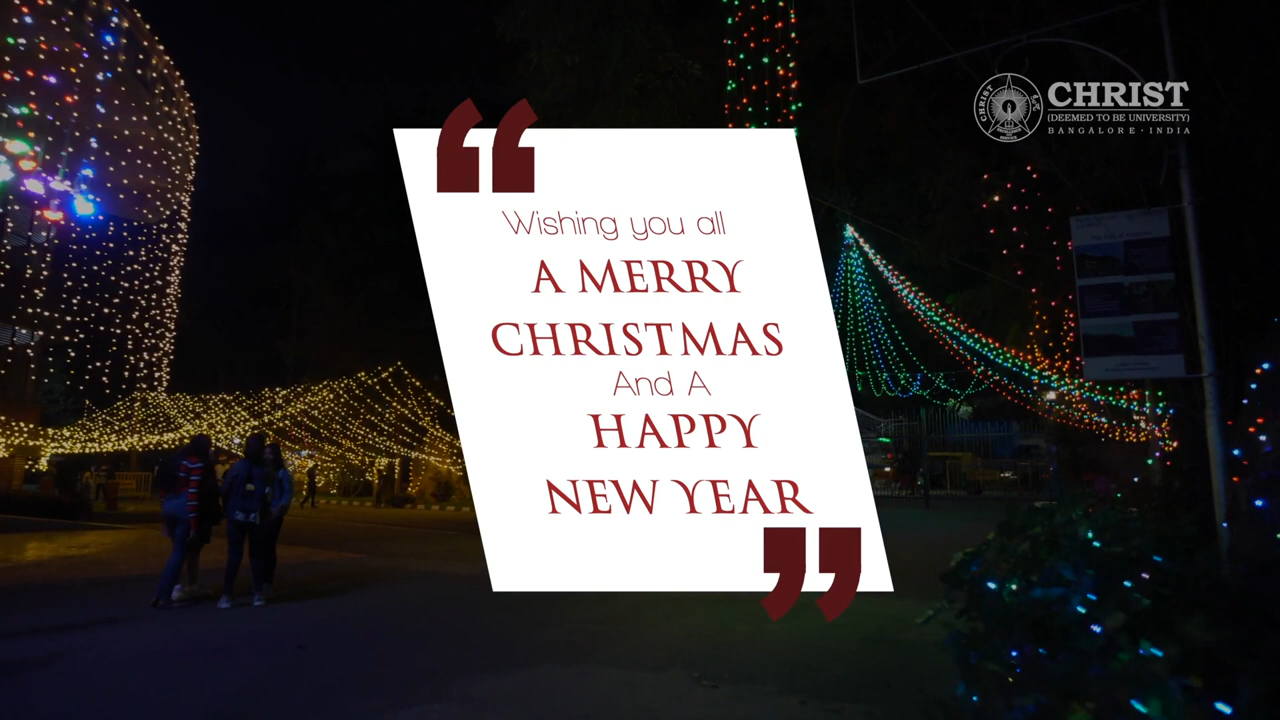 CHRIST
(DEEMED TO BE UNIVERSITY)
BANGALORE · INDIA
“
Wishing you all
A MERRY
CHRISTMAS
And A
HAPPY
NEW YEAR
”